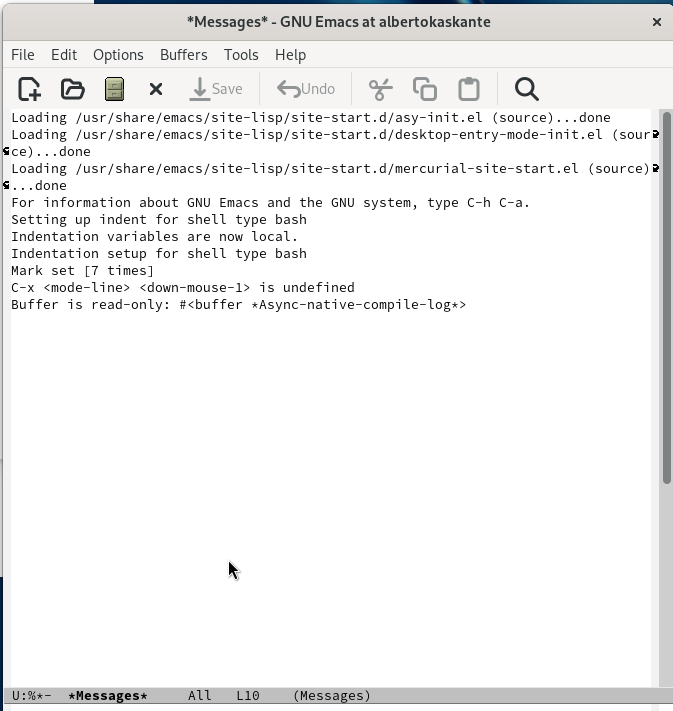 *Messages* - GNU Emacs at albertokaskante
File Edit Options Buffers Tools Help
Save Undo
Loading /usr/share/emacs/site-lisp/site-start.d/asy-init.el (source)...done
Loading /usr/share/emacs/site-lisp/site-start.d/desktop-entry-mode-init.el (sour
ce)...done
Loading /usr/share/emacs/site-lisp/site-start.d/mercurial-site-start.el (source)
...done
For information about GNU Emacs and the GNU system, type C-h C-a.
Setting up indent for shell type bash
Indentation variables are now local.
Indentation setup for shell type bash
Mark set [7 times]
C-x <mode-line> <down-mouse-1> is undefined
Buffer is read-only: #<buffer *Async-native-compile-log*>
U:%*-  *Messages*     All   L10    (Messages)